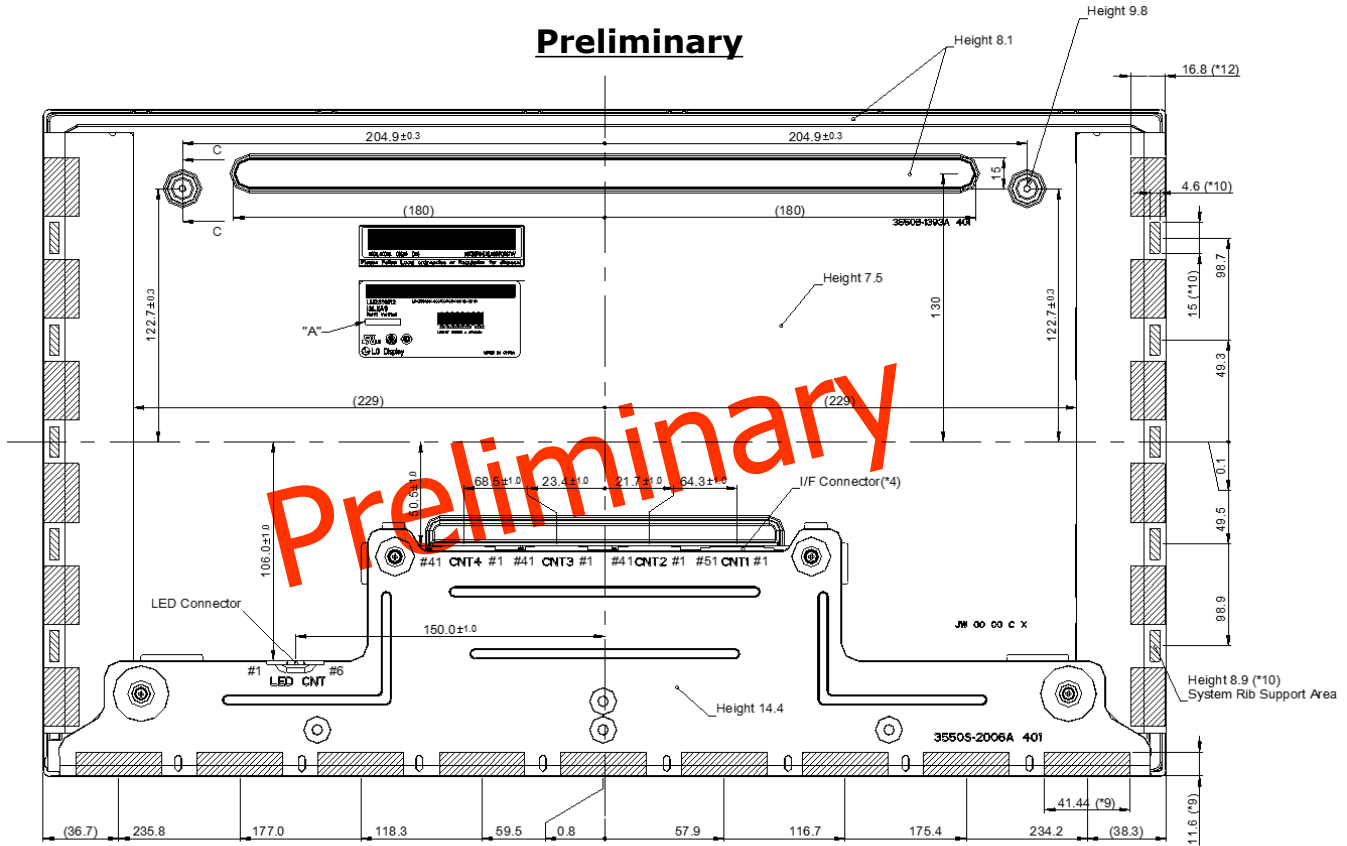 Preliminary
Height 9.8
Height 8.1
16.8 (*12)
204.9±0.3
204.9±0.3
C
15
4.6 (*10)
(180)
(180)
C
35508-1393A 401
98.7
15 (*10)
Height 7.5
122.7±0.3
130
122.7±0.3
"A"
LG Display
MADE IN CHINA
49.3
(229)
(229)
Preliminary
0.1
50.5±1.0
68.5±1.0
23.4±1.0
21.7±1.0
64.3±1.0
I/F Connector(*4)
49.5
106.0±1.0
#41 CNT4 #1 #41 CNT3 #1 #41 CNT2 #1 #51 CNT1 #1
LED Connector
150.0±1.0
98.9
#1
#6
LED CNT
Height 8.9 (*10)
System Rib Support Area
Height 14.4
3550S-2006A 401
41.44 (*9)
11.6 (*9)
(36.7)
235.8
177.0
118.3
59.5
0.8
57.9
116.7
175.4
234.2
(38.3)